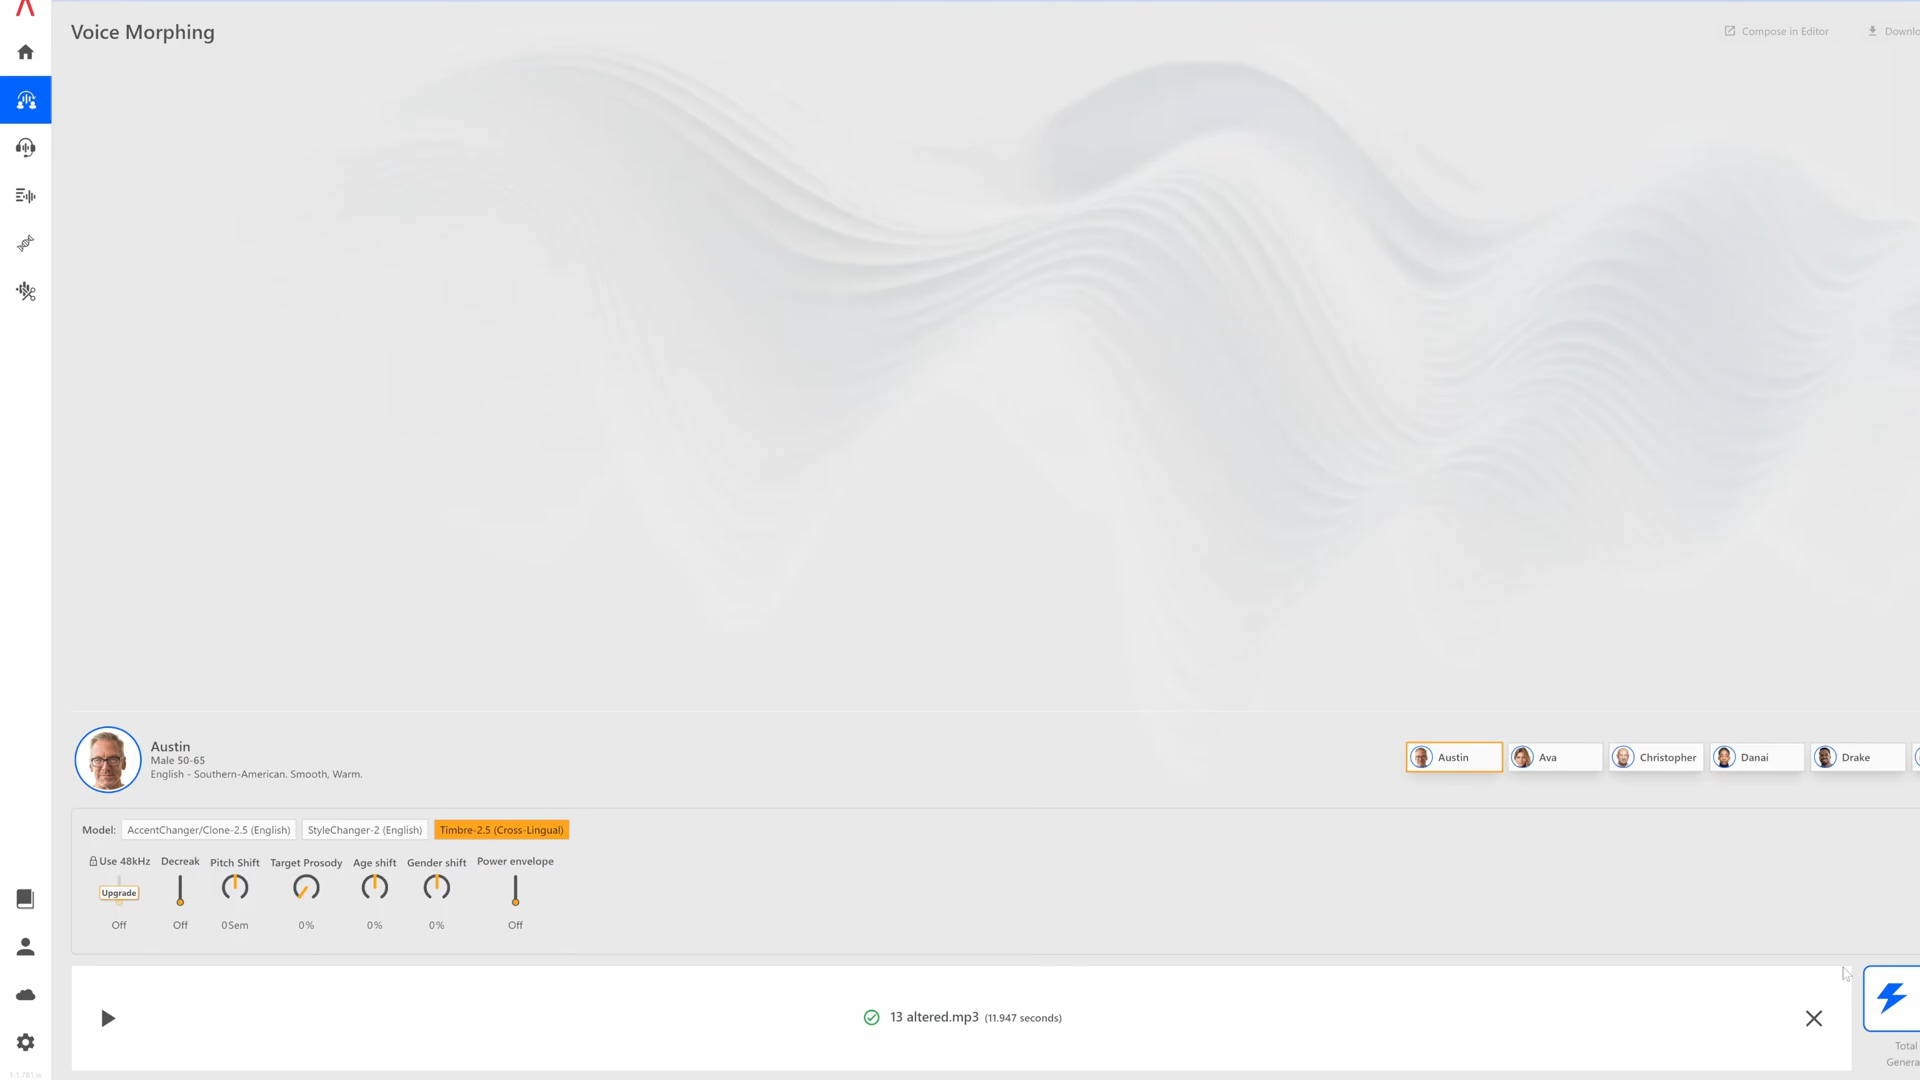 Voice Morphing
Compose in Editor
Downlo
Austin
Male 50-65
English - Southern-American. Smooth, Warm.
Austin
Ava
Christopher
Danai
Drake
Model:
AccentChanger/Clone-2.5 (English)
StyleChanger-2 (English)
Timbre-2.5 (Cross-Lingual)
Use 48kHz
Decreak
Pitch Shift
Target Prosody
Age shift
Gender shift
Power envelope
Upgrade
Off
Off
0Sem
0%
0%
0%
Off
13 altered.mp3 (11.947 seconds)
Total
Genera